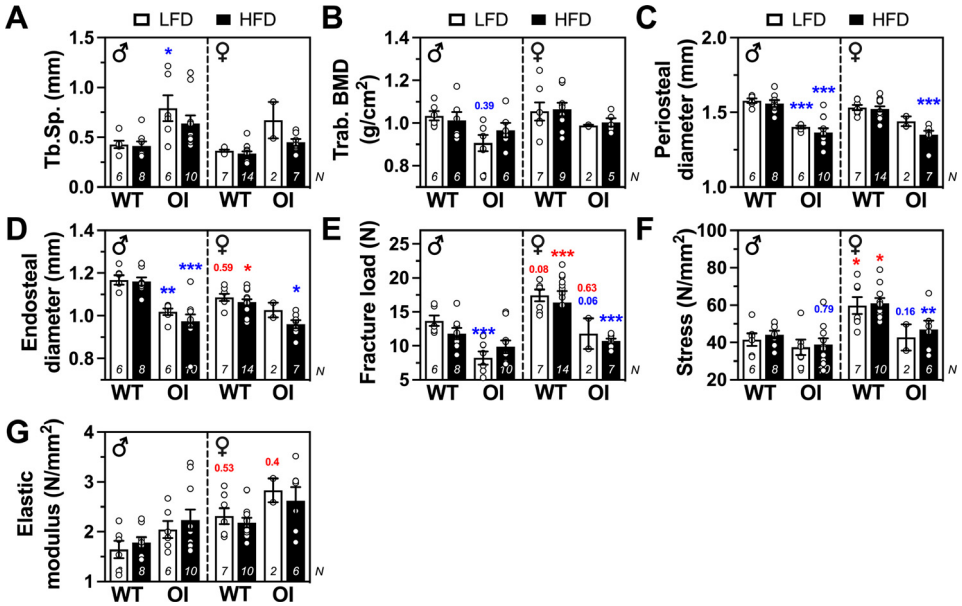 A
LFD HFD
♂ ♀
Tb.Sp. (mm)
1.5
1.0
0.5
0.0
*
6 8 6 10 7 14 2 7 N
WT OI WT OI
B
LFD HFD
♂ ♀
Trab. BMD
(g/cm²)
1.4
1.2
1.0
0.8
0.39
6 6 6 7 9 2 5 N
WT OI WT OI
C
LFD HFD
♂ ♀
Periosteal
diameter (mm)
2.0
1.5
1.0
*** *** ***
6 8 6 10 7 14 2 7 N
WT OI WT OI
D
♂ ♀
Endosteal
diameter (mm)
1.4
1.2
1.0
0.8
** *** 0.59 * *
6 8 6 7 14 2 7 N
WT OI WT OI
E
♂ ♀
Fracture load (N)
25
20
15
10
5
*** 0.08 *** 0.63
0.06 ***
6 8 10 7 14 2 7 N
WT OI WT OI
F
♂ ♀
Stress (N/mm²)
100
80
60
40
20
0.79 * * 0.16 **
6 8 6 10 7 10 2 6 N
WT OI WT OI
G
♂ ♀
Elastic
modulus (N/mm²)
4
3
2
1
0.53 0.4
8 6 10 7 10 2 6 N
WT OI WT OI